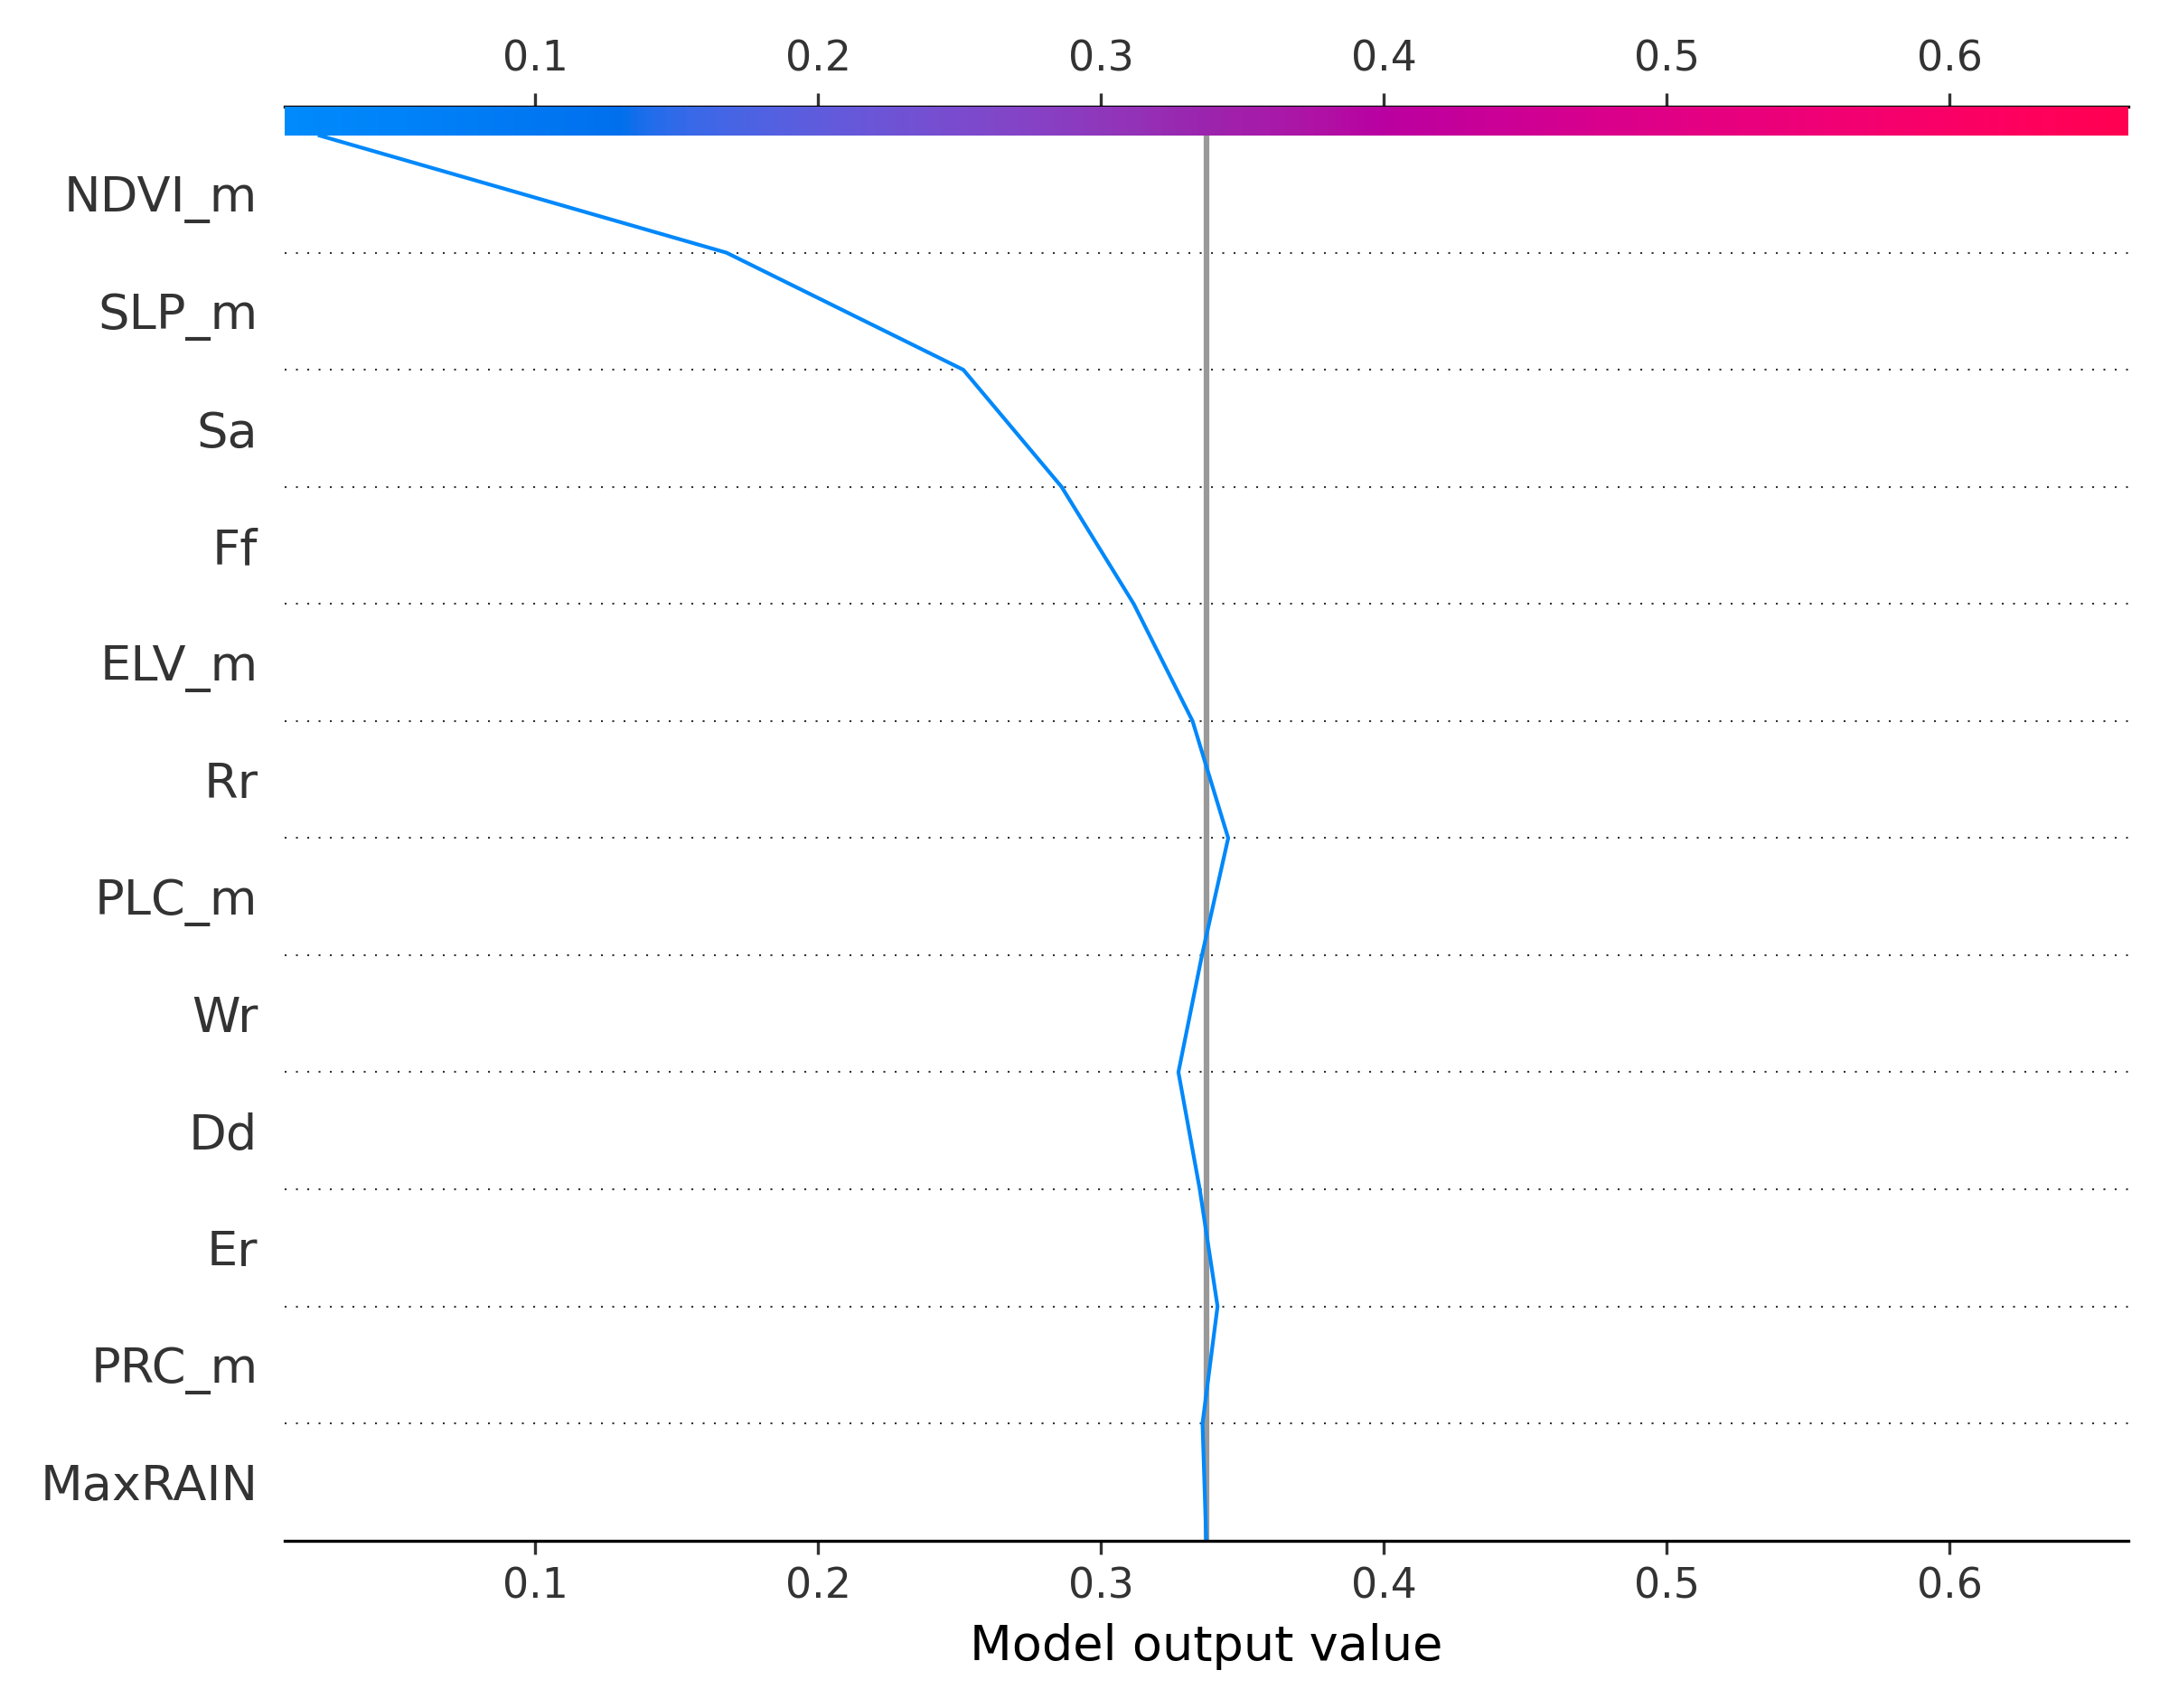 0.1 0.2 0.3 0.4 0.5 0.6
NDVI_m
SLP_m
Sa
Ff
ELV_m
Rr
PLC_m
Wr
Dd
Er
PRC_m
MaxRAIN
0.1 0.2 0.3 0.4 0.5 0.6
Model output value